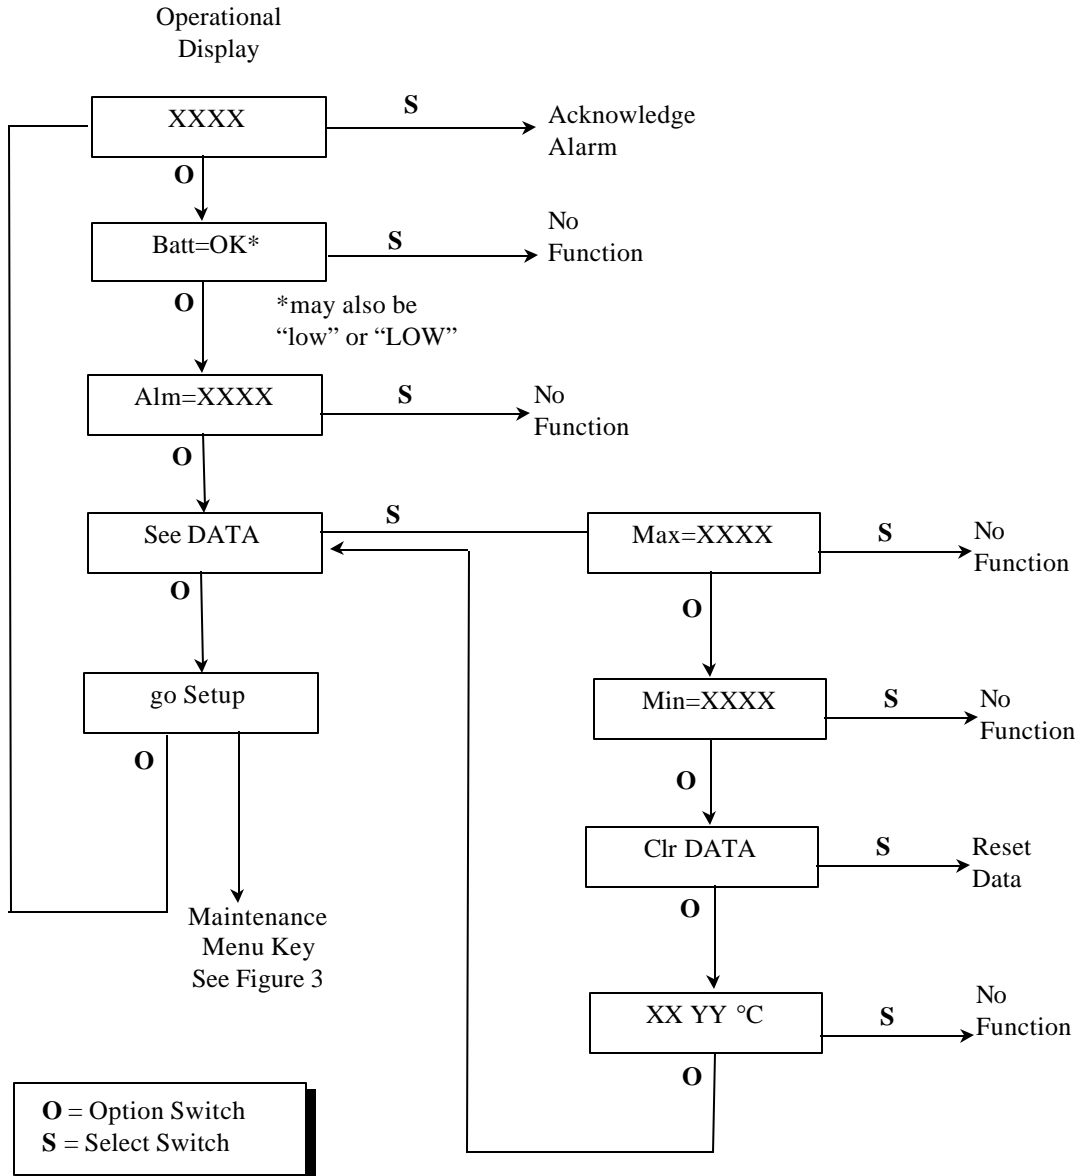 Operational
Display
XXXX
S
Acknowledge
Alarm
O
Batt=OK*
S
No
Function
O
*may also be
“low” or “LOW”
Alm=XXXX
S
No
Function
O
See DATA
S
Max=XXXX
S
No
Function
O
O
go Setup
Min=XXXX
S
No
Function
O
O
Clr DATA
S
Reset
Data
O
Maintenance
Menu Key
See Figure 3
XX YY °C
S
No
Function
O
O = Option Switch
S = Select Switch